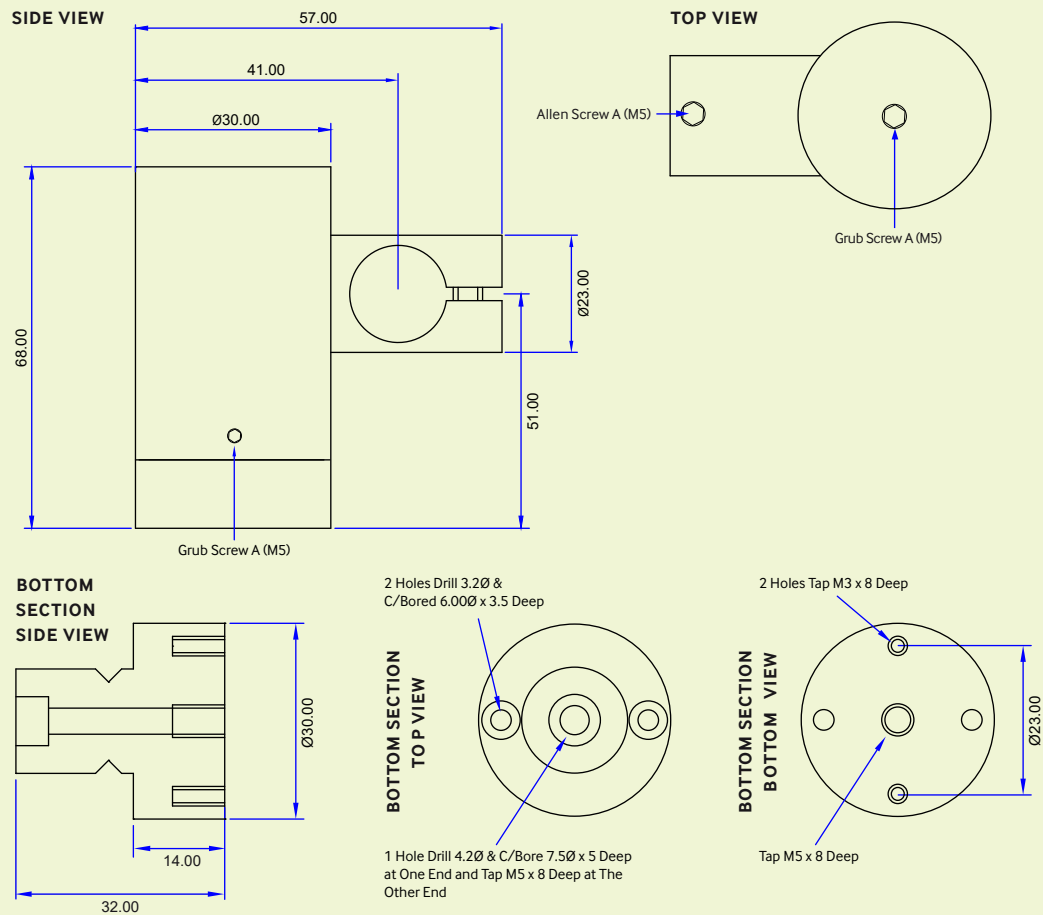 SIDE VIEW
57.00
41.00
Ø30.00
68.00
Ø23.00
51.00
Grub Screw A (M5)
TOP VIEW
Allen Screw A (M5)
Grub Screw A (M5)
BOTTOM
SECTION
SIDE VIEW
Ø30.00
14.00
32.00
2 Holes Drill 3.2Ø &
C/Bored 6.00Ø x 3.5 Deep
BOTTOM SECTION
TOP VIEW
1 Hole Drill 4.2Ø & C/Bore 7.5Ø x 5 Deep
at One End and Tap M5 x 8 Deep at The
Other End
2 Holes Tap M3 x 8 Deep
BOTTOM SECTION
BOTTOM VIEW
Ø23.00
Tap M5 x 8 Deep